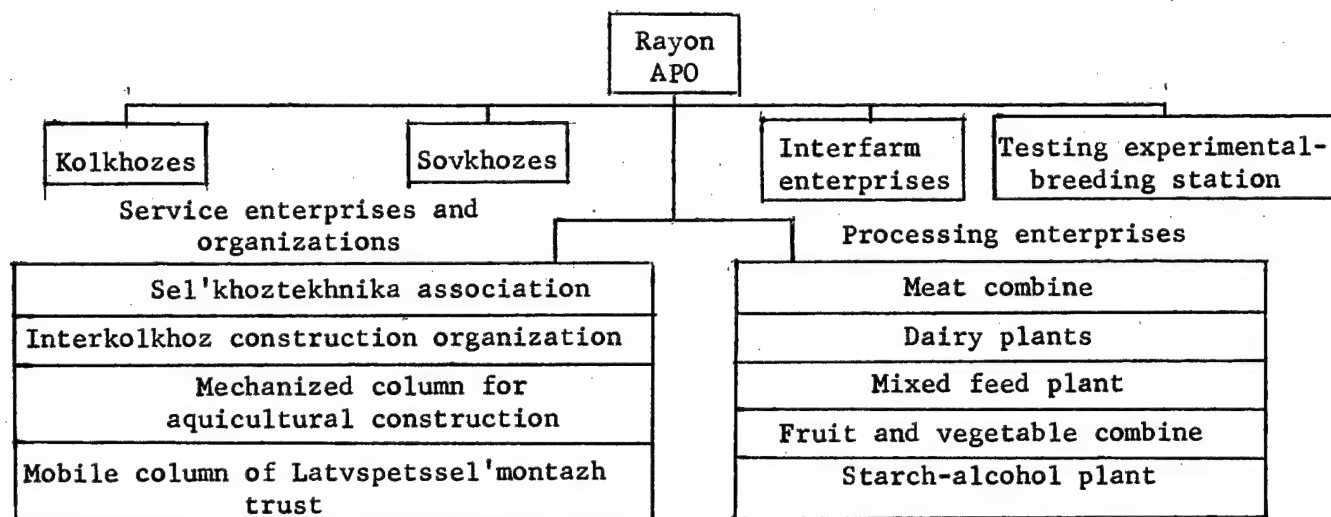 Rayon
APO
Kolkhozes
Sovkhozes
Interfarm
enterprises
Testing experimental-
breeding station
Service enterprises and
organizations
Processing enterprises
Sel'khoztekhnika association
Interkolkhoz construction organization
Mechanized column for
aquicultural construction
Mobile column of Latvspetssel'montazh
trust
Meat combine
Dairy plants
Mixed feed plant
Fruit and vegetable combine
Starch-alcohol plant